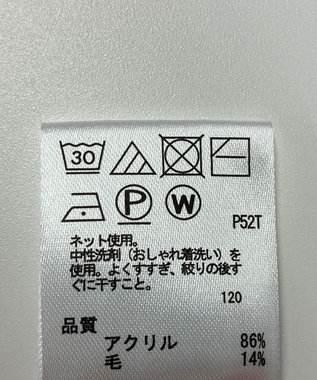 30
P W P52T
ネット使用。
中性洗剤（おしゃれ着洗い）を
使用。よくすすぎ、絞りの後す
ぐに干すこと。
120
品質
アクリル 86%
毛 14%